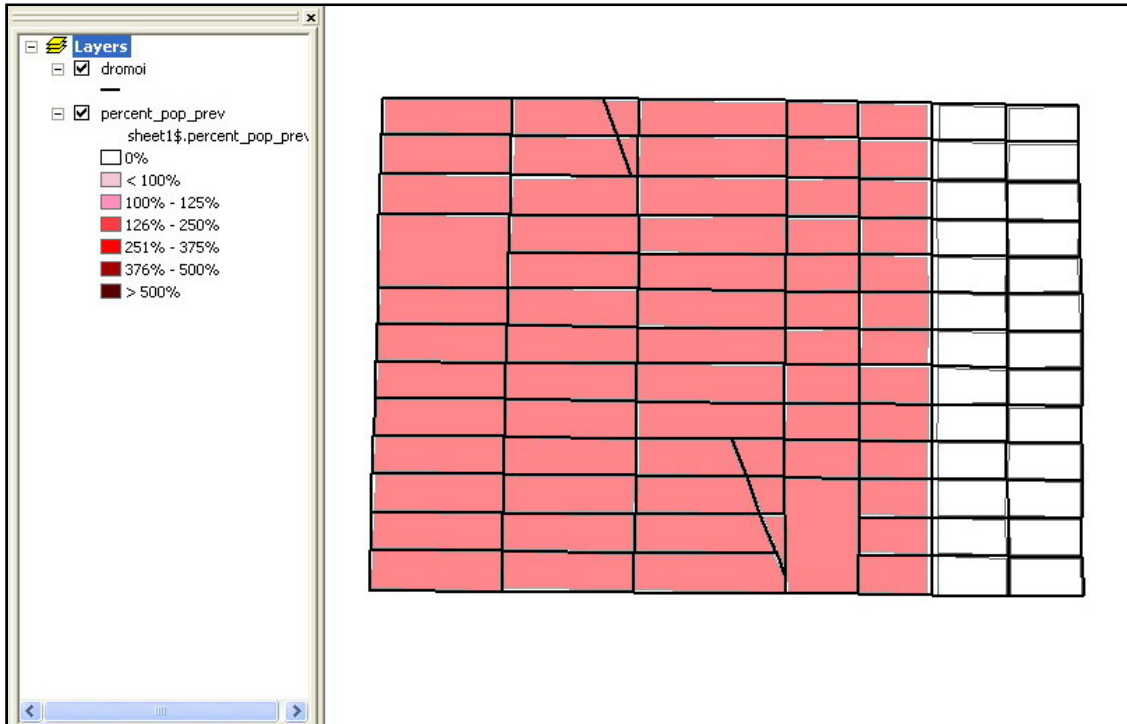 Layers
dromoi
percent_pop_prev
sheet1$.percent_pop_prev
0%
< 100%
100% - 125%
126% - 250%
251% - 375%
376% - 500%
> 500%